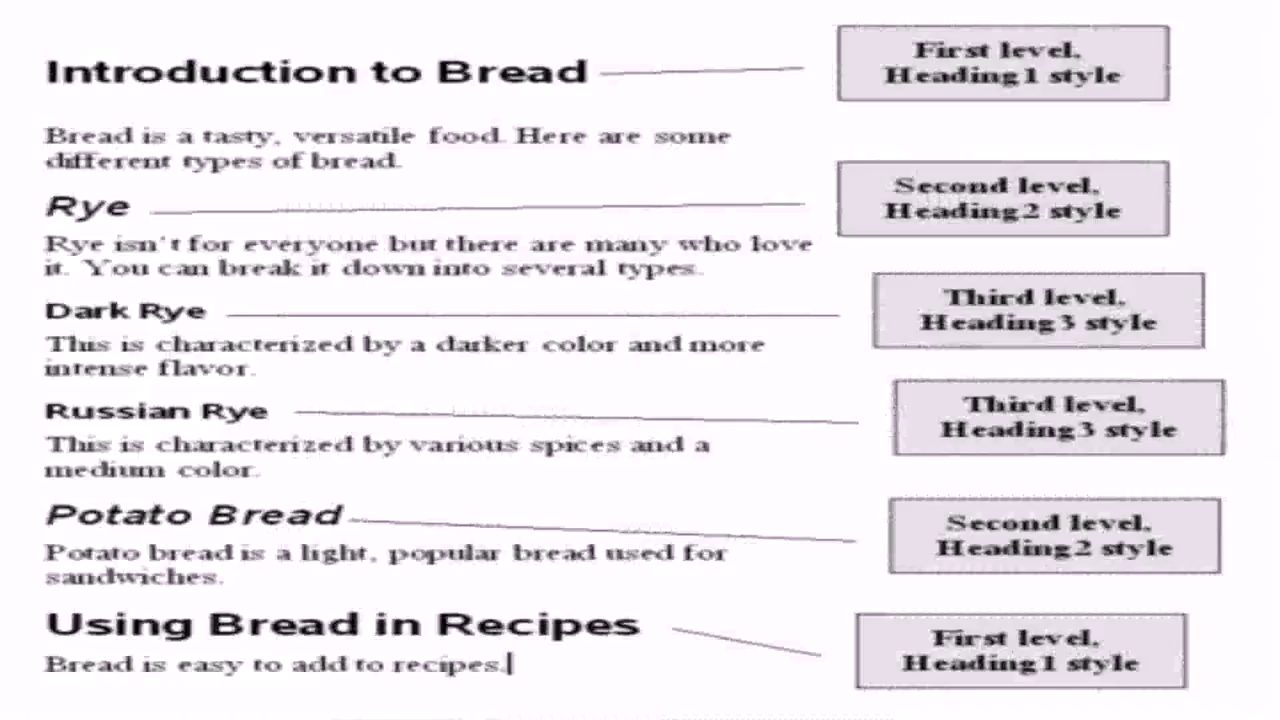 Introduction to Bread
First level,
Heading 1 style
Bread is a tasty, versatile food. Here are some
different types of bread.
Rye
Second level,
Heading 2 style
Rye isn't for everyone but there are many who love
it. You can break it down into several types.
Dark Rye
Third level,
Heading 3 style
This is characterized by a darker color and more
intense flavor.
Russian Rye
Third level,
Heading 3 style
This is characterized by various spices and a
medium color.
Potato Bread
Second level,
Heading 2 style
Potato bread is a light, popular bread used for
sandwiches.
Using Bread in Recipes
First level,
Heading 1 style
Bread is easy to add to recipes.